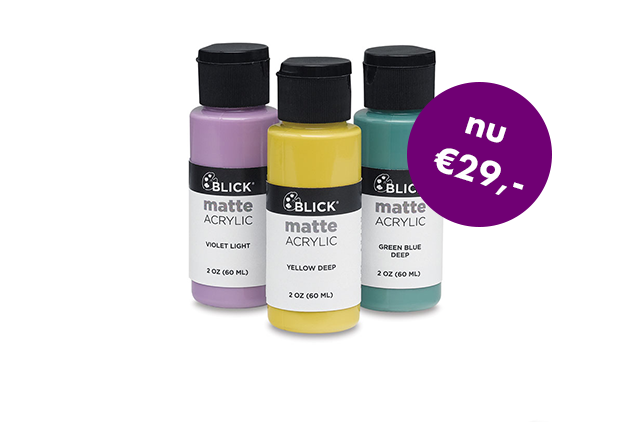 BLICK®
matte
ACRYLIC
VIOLET LIGHT
2 OZ (60 ML)
BLICK®
matte
ACRYLIC
YELLOW DEEP
2 OZ (60 ML)
BLICK
matte
ACRYLIC
GREEN BLUE
DEEP
2 OZ (60 ML)
nu
€29,-